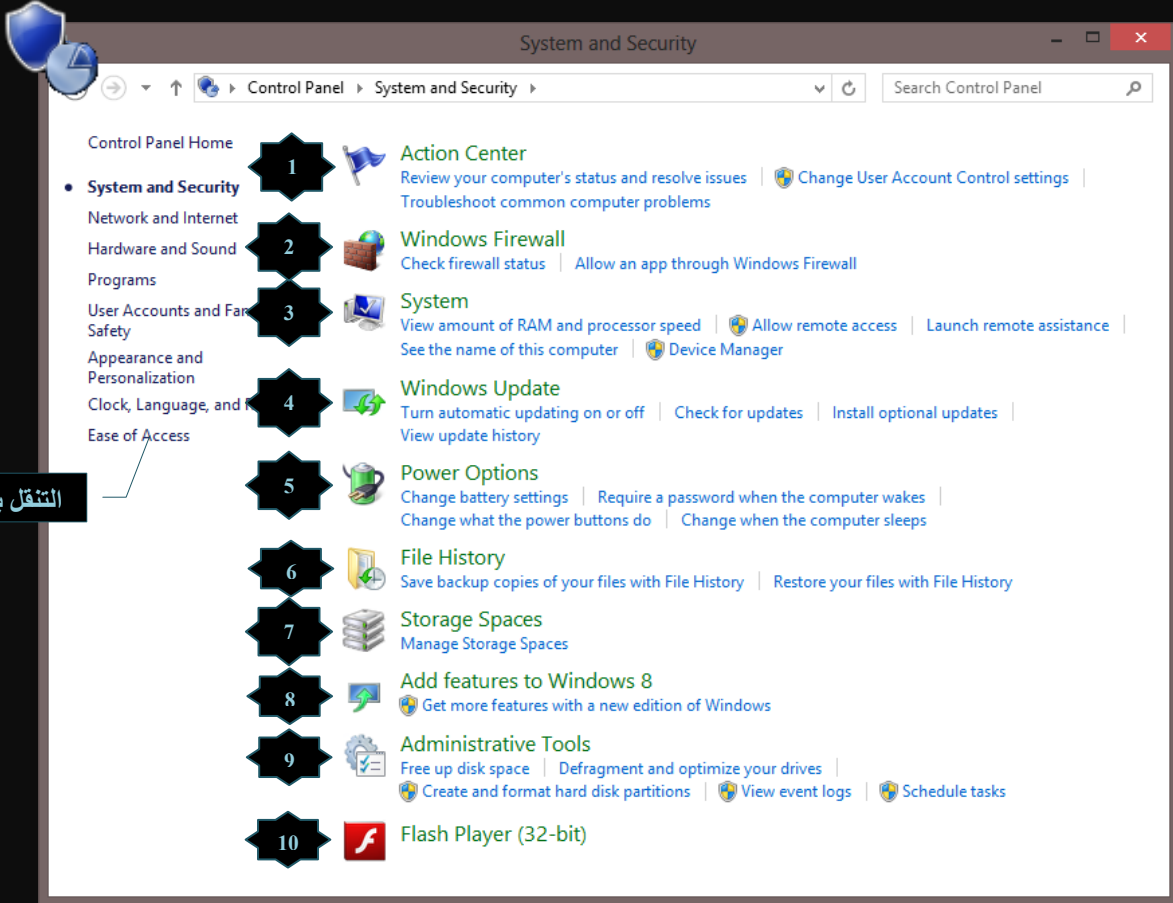 System and Security
Control Panel System and Security
Search Control Panel
Control Panel Home
System and Security
Network and Internet
Hardware and Sound
Programs
User Accounts and
Safety
Appearance and
Personalization
Clock, Language, and
Ease of Access
التنقل
1
Action Center
Review your computer's status and resolve issues Change User Account Control settings
Troubleshoot common computer problems
2
Windows Firewall
Check firewall status Allow an app through Windows Firewall
3
System
View amount of RAM and processor speed Allow remote access Launch remote assistance
See the name of this computer Device Manager
4
Windows Update
Turn automatic updating on or off Check for updates Install optional updates
View update history
5
Power Options
Change battery settings Require a password when the computer wakes
Change what the power buttons do Change when the computer sleeps
6
File History
Save backup copies of your files with File History Restore your files with File History
7
Storage Spaces
Manage Storage Spaces
8
Add features to Windows 8
Get more features with a new edition of Windows
9
Administrative Tools
Free up disk space Defragment and optimize your drives
Create and format hard disk partitions View event logs Schedule tasks
10
Flash Player (32-bit)